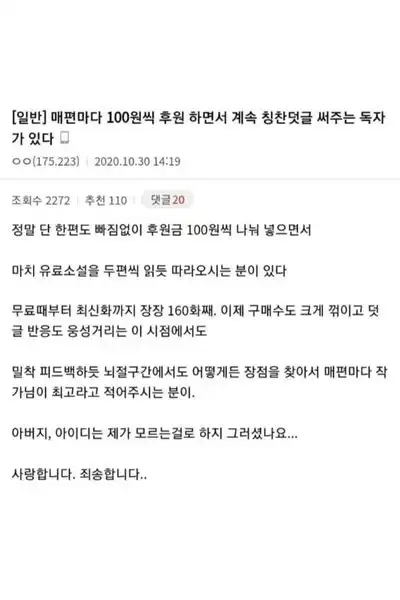 [일반] 매편마다 100원씩 후원 하면서 계속 칭찬덧글 써주는 독자
가 있다
ㅇㅇ(175.223) | 2020.10.30 14:19
조회수 2272 | 추천 110 | 댓글 20
정말 단 한편도 빠짐없이 후원금 100원씩 나눠 넣으면서
마치 유료소설을 두편씩 읽듯 따라오시는 분이 있다
무료때부터 최신화까지 장장 160화째. 이제 구매수도 크게 꺾이고 덧
글 반응도 웅성거리는 이 시점에서도
밀착 피드백하듯 뇌절구간에서도 어떻게든 장점을 찾아서 매편마다 작
가님이 최고라고 적어주시는 분이.
아버지, 아이디는 제가 모르는걸로 하지 그러셨나요...
사랑합니다. 죄송합니다..